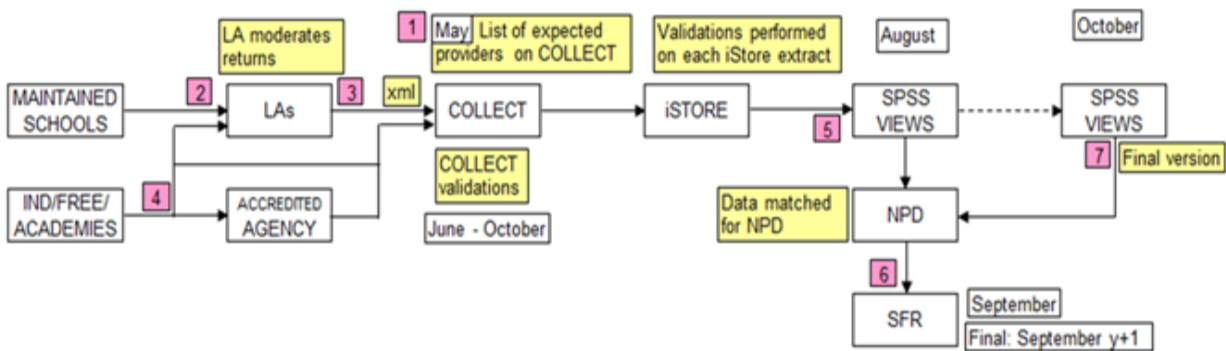 LA moderates
returns
1
May List of expected
providers on COLLECT
Validations performed
on each iStore extract
August
October
MAINTAINED
SCHOOLS
2
LAs
3
xml
COLLECT
iSTORE
5
SPSS
VIEWS
SPSS
VIEWS
7
Final version
IND/FREE/
ACADEMIES
4
ACCREDITED
AGENCY
COLLECT
validations
June - October
Data matched
for NPD
NPD
6
SFR
September
Final: September y+1